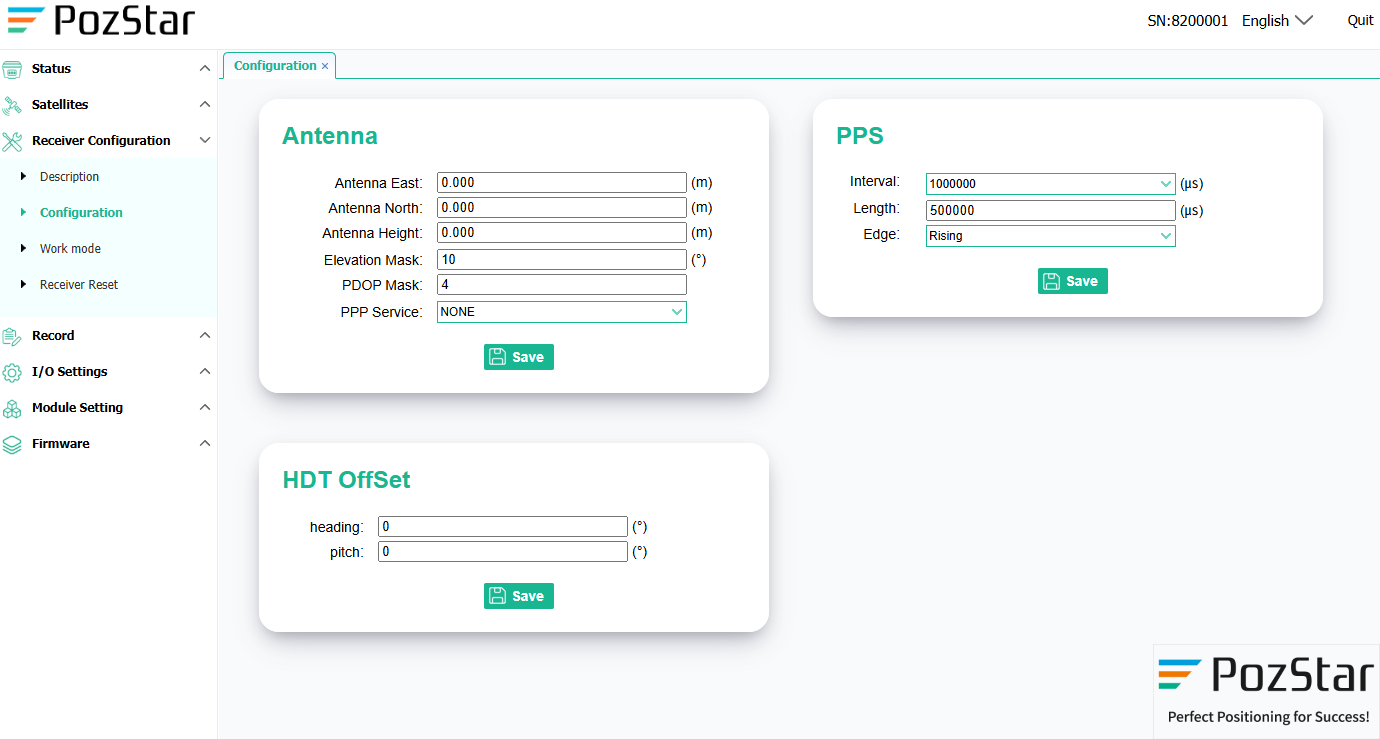 PozStar
SN:8200001 English Quit
Status
Satellites
Receiver Configuration
Description
Configuration
Work mode
Receiver Reset
Record
I/O Settings
Module Setting
Firmware
Configuration ×
Antenna
Antenna East: 0.000 (m)
Antenna North: 0.000 (m)
Antenna Height: 0.000 (m)
Elevation Mask: 10 (°)
PDOP Mask: 4
PPP Service: NONE
Save
PPS
Interval: 1000000 (μs)
Length: 500000 (μs)
Edge: Rising
Save
HDT OffSet
heading: 0 (°)
pitch: 0 (°)
Save
PozStar
Perfect Positioning for Success!